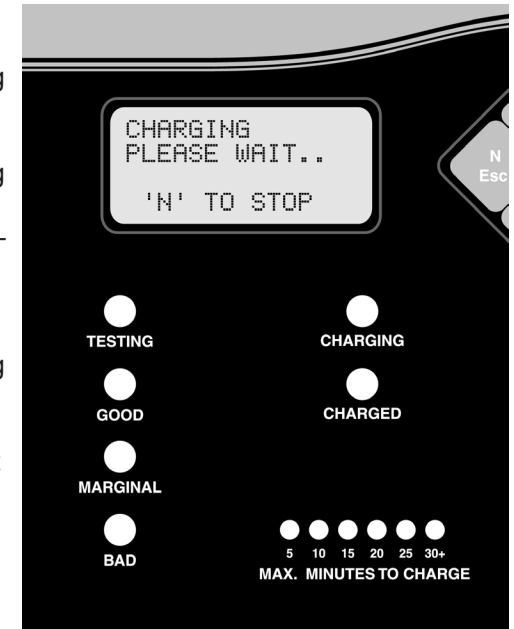 CHARGING
PLEASE WAIT..
'N' TO STOP
N
Esc
TESTING
CHARGING
GOOD
CHARGED
MARGINAL
BAD
5 10 15 20 25 30+
MAX. MINUTES TO CHARGE